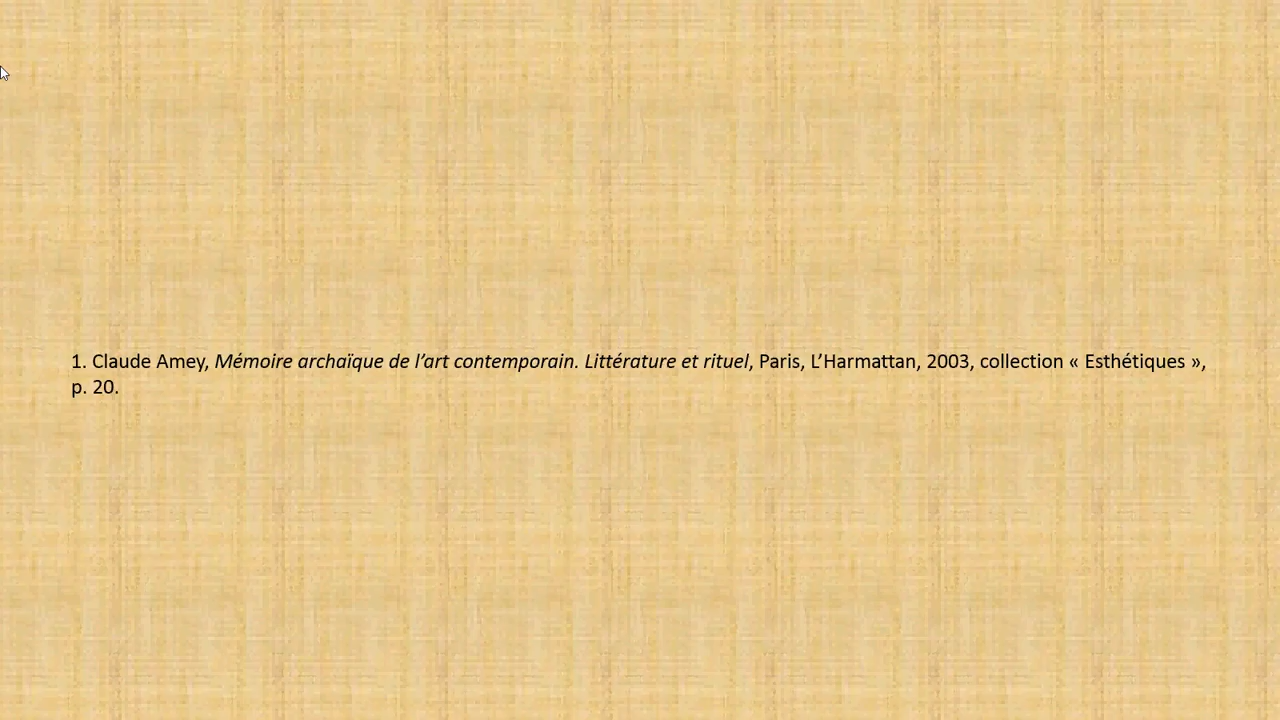 1. Claude Amey, Mémoire archaïque de l’art contemporain. Littérature et rituel, Paris, L’Harmattan, 2003, collection « Esthétiques »,
p. 20.